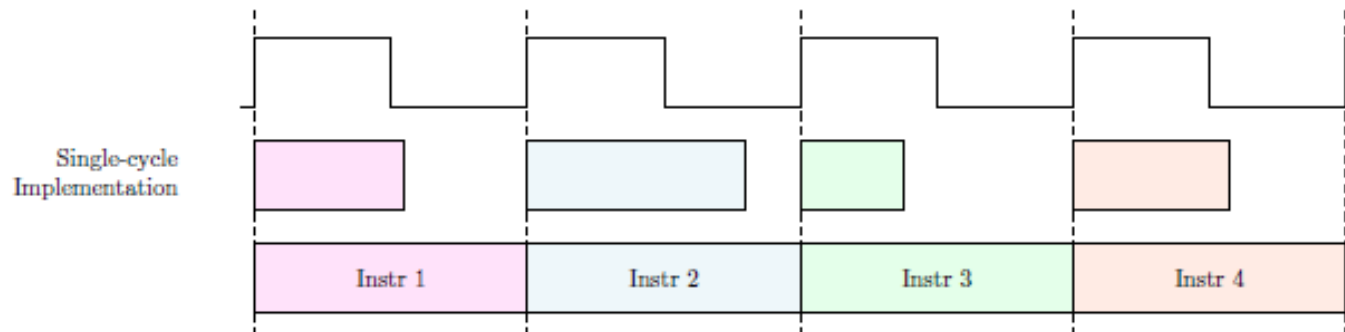 Single-cycle
Implementation
Instr 1
Instr 2
Instr 3
Instr 4